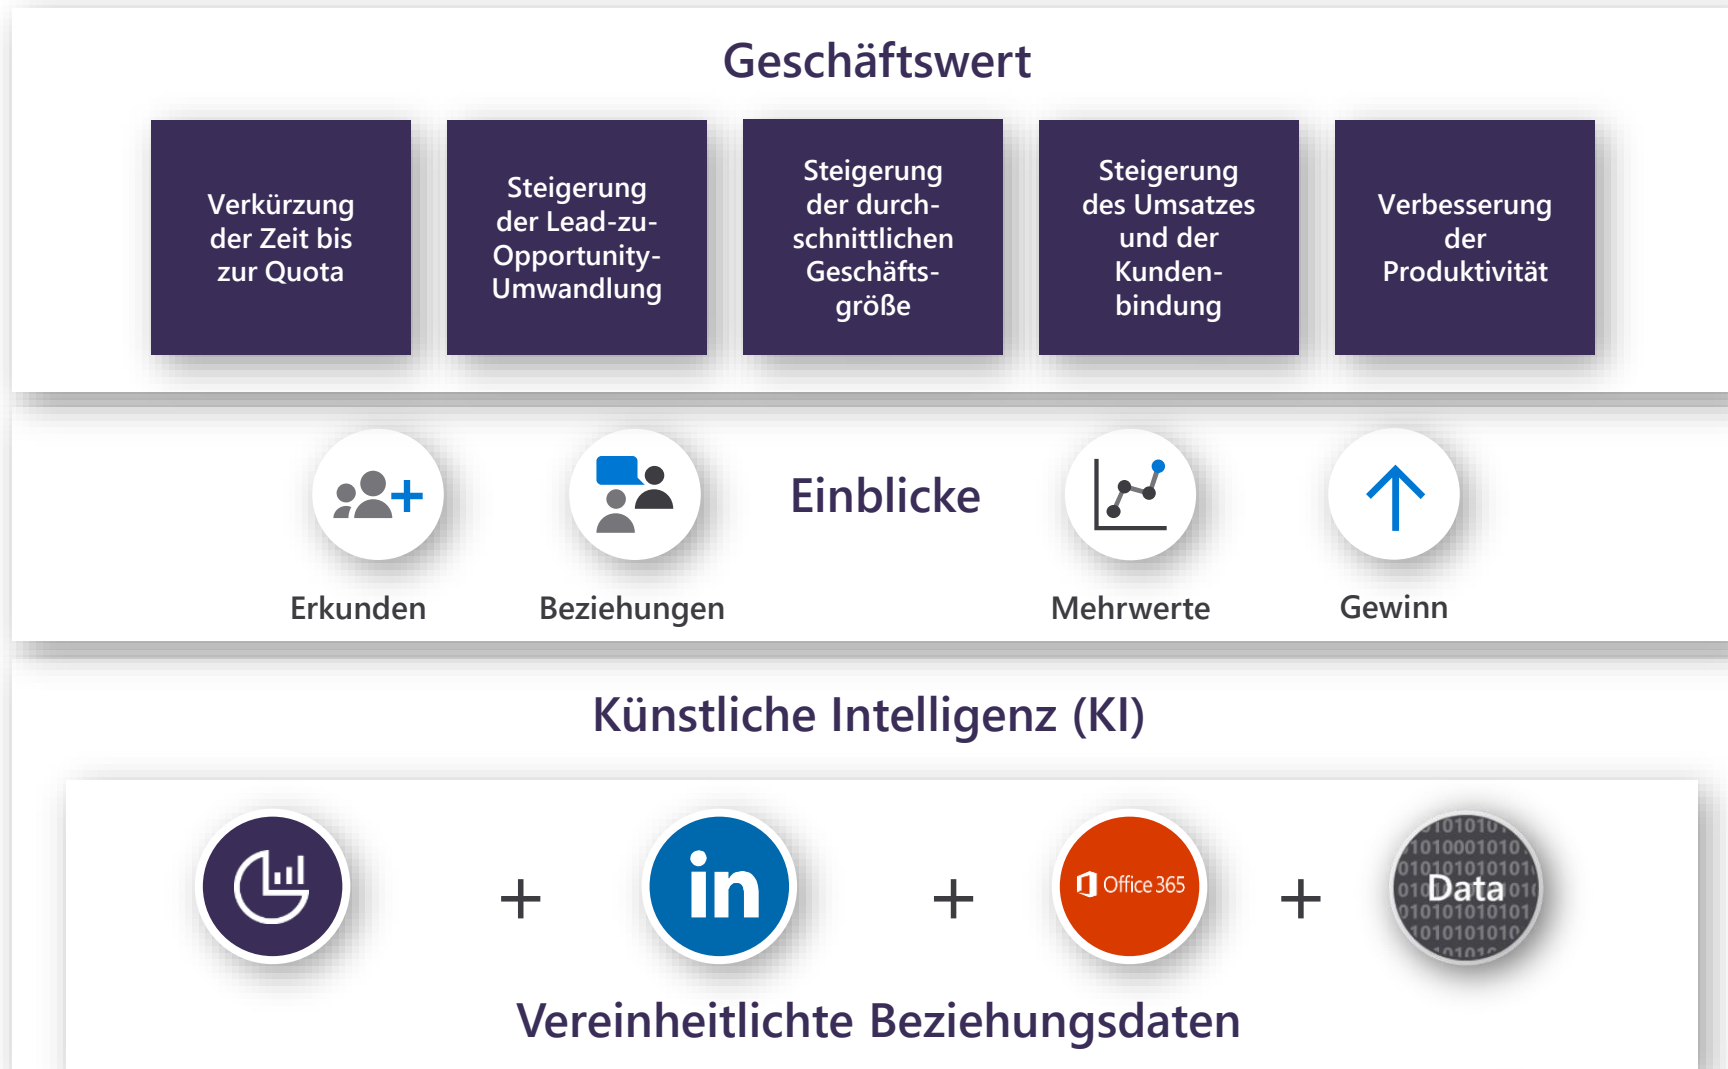 Geschäftswert
Verkürzung
der Zeit bis
zur Quota
Steigerung
der Lead-zu-
Opportunity-
Umwandlung
Steigerung
der durch-
schnittlichen
Geschäfts-
größe
Steigerung
des Umsatzes
und der
Kunden-
bindung
Verbesserung
der
Produktivität
Einblicke
Erkunden
Beziehungen
Mehrwerte
Gewinn
Künstliche Intelligenz (KI)
+
in
+
Office 365
+
Data
Vereinheitlichte Beziehungsdaten